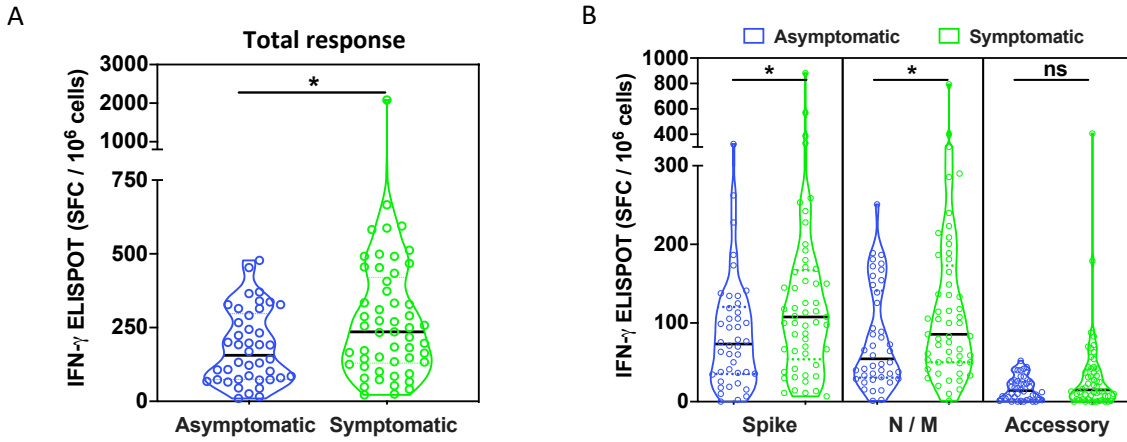 A
Total response
IFN-γ ELISPOT (SFC / 10⁶ cells)
3000
2000
1000
750
500
250
0
*
Asymptomatic Symptomatic
B
Asymptomatic Symptomatic
IFN-γ ELISPOT (SFC / 10⁶ cells)
1000
800
600
400
200
300
200
100
0
* * ns
Spike N / M Accessory